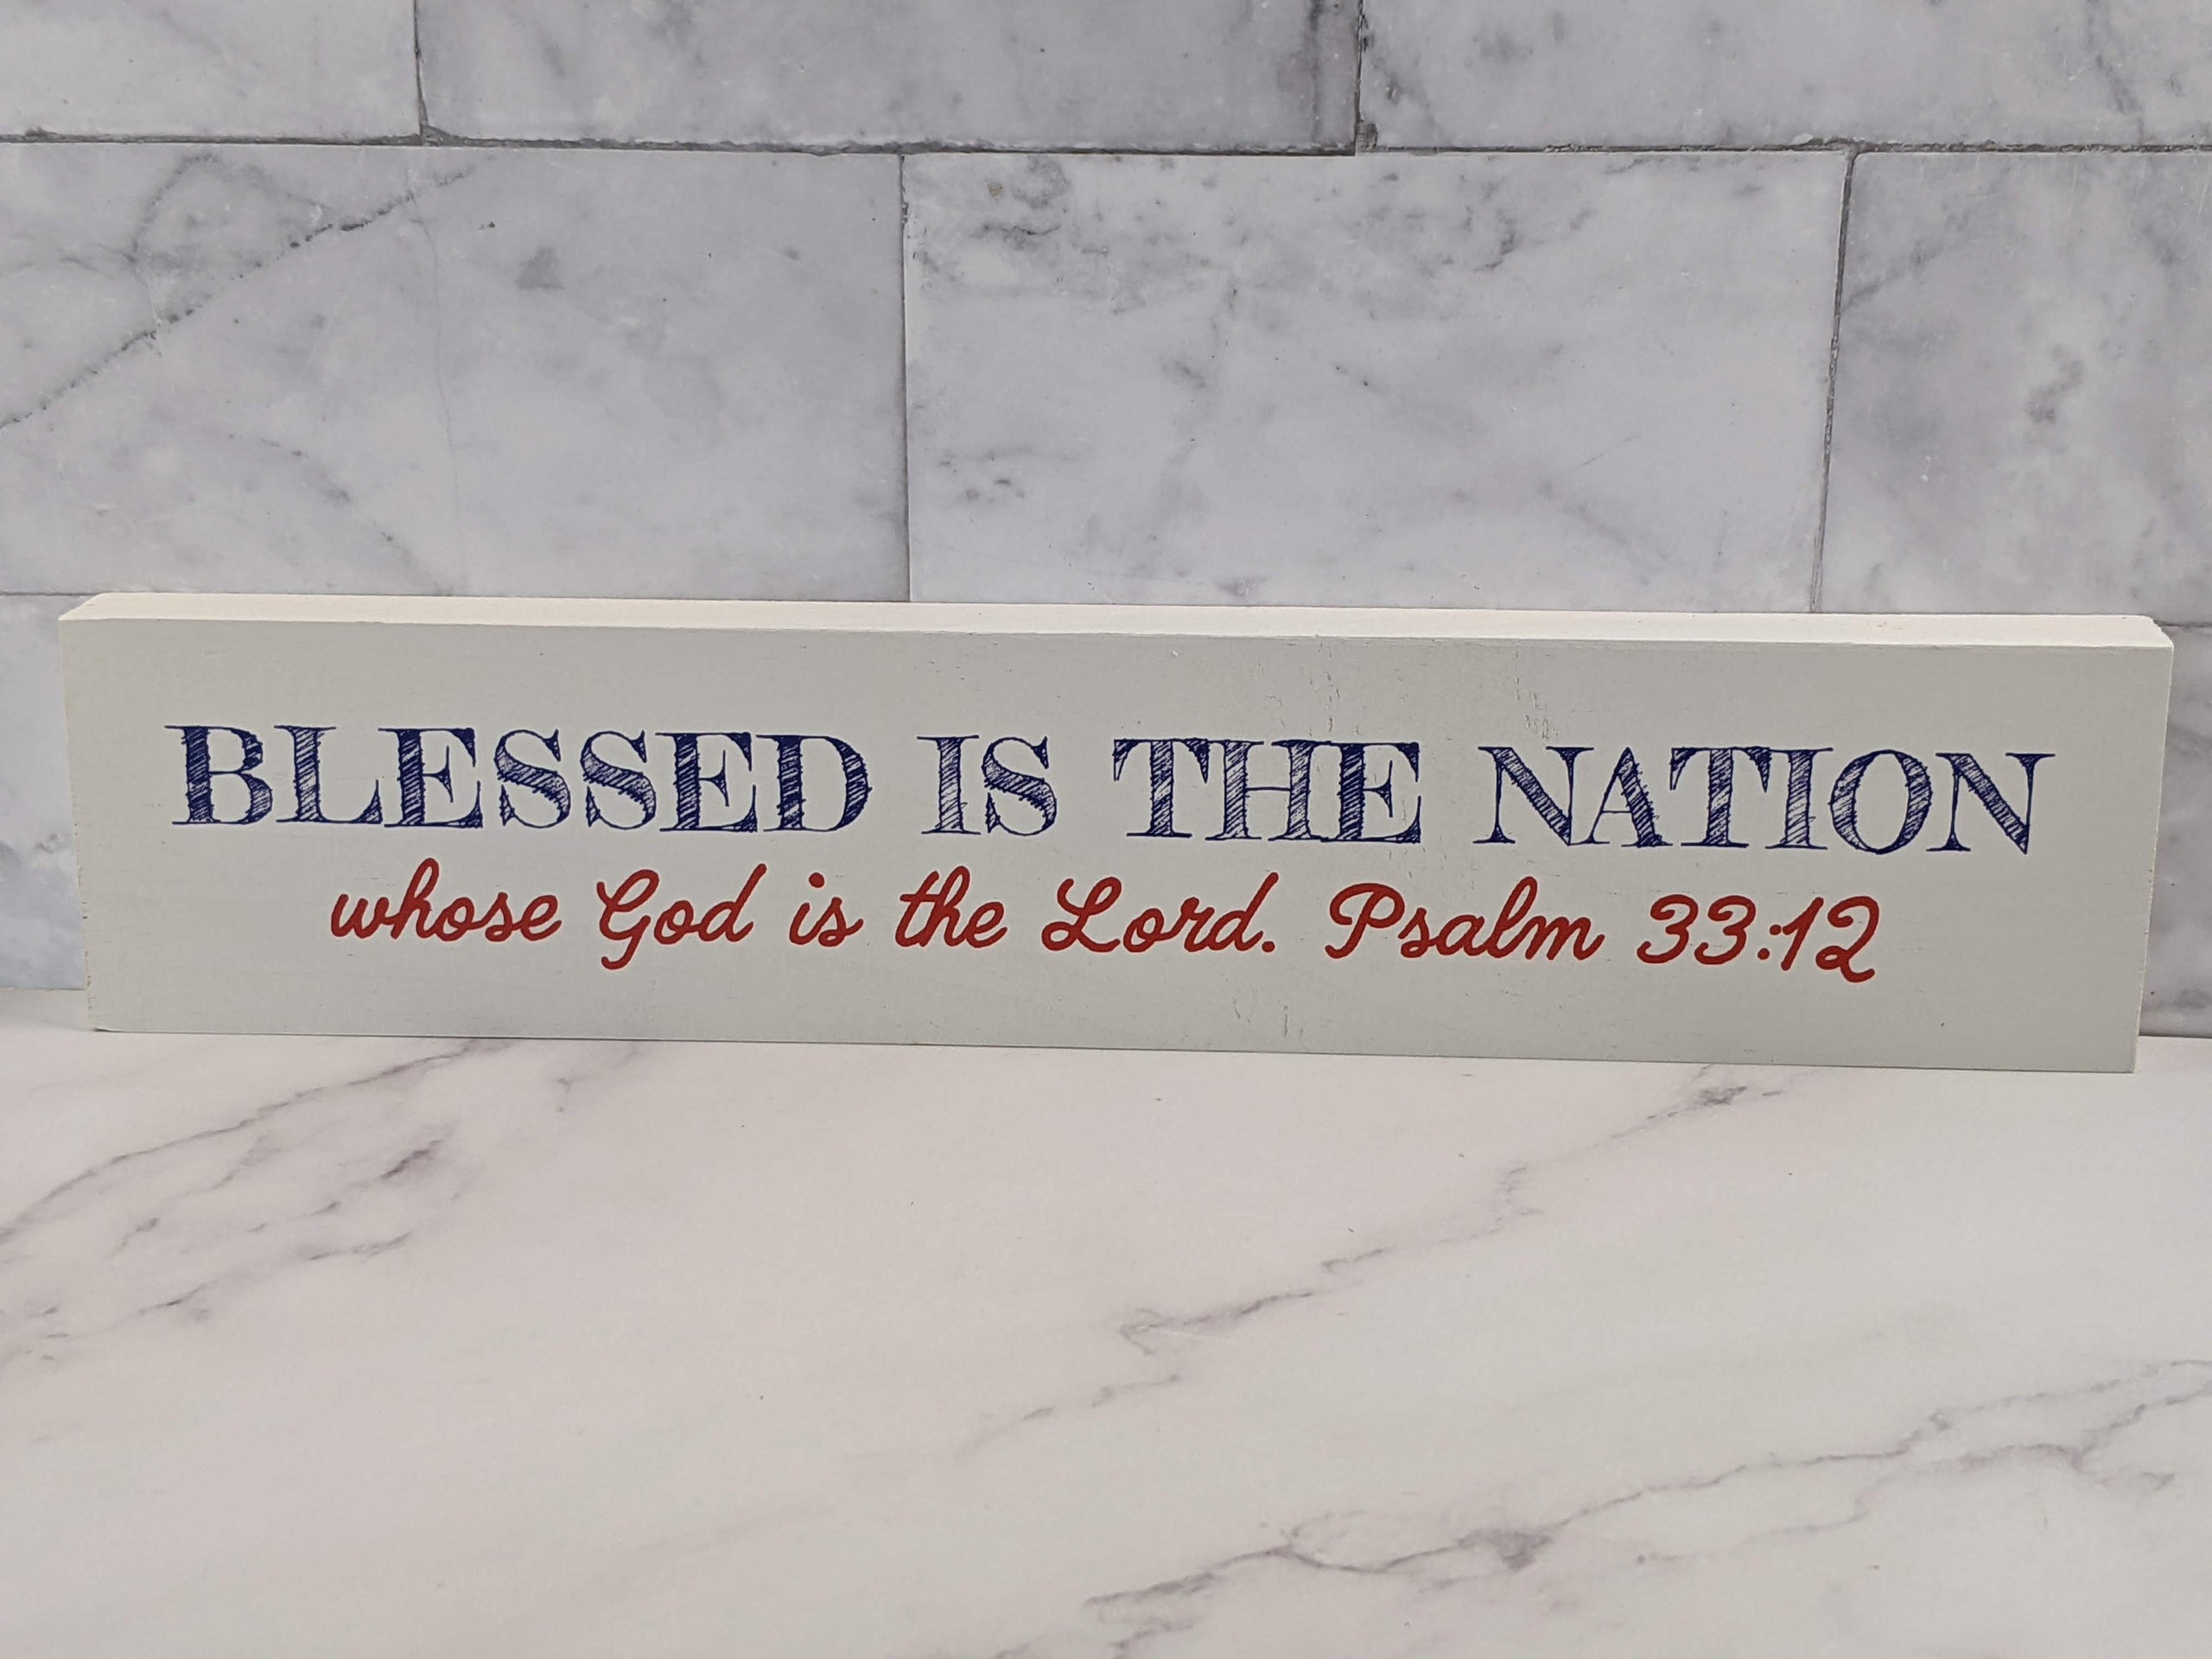 BLESSED IS THE NATION
whose God is the Lord. Psalm 33:12